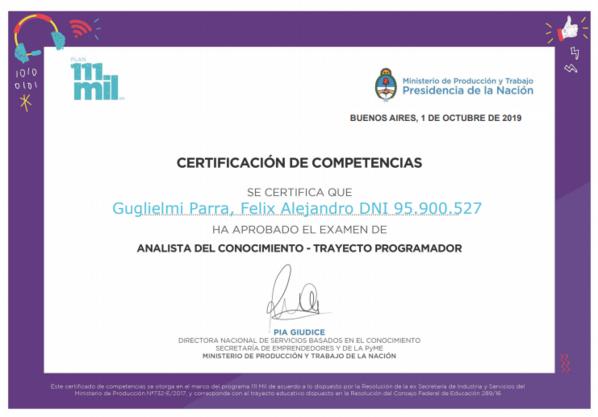 PLAN
111
mil
Ministerio de Producción y Trabajo
Presidencia de la Nación
BUENOS AIRES, 1 DE OCTUBRE DE 2019
CERTIFICACIÓN DE COMPETENCIAS
SE CERTIFICA QUE
Guglielmi Parra, Felix Alejandro DNI 95.900.527
HA APROBADO EL EXAMEN DE
ANALISTA DEL CONOCIMIENTO - TRAYECTO PROGRAMADOR
PIA GIUDICE
DIRECTORA NACIONAL DE SERVICIOS BASADOS EN EL CONOCIMIENTO
SECRETARÍA DE EMPRENDEDORES Y DE LA PyME
MINISTERIO DE PRODUCCIÓN Y TRABAJO DE LA NACIÓN
Este certificado de competencias se otorga en el marco del programa 111 Mil de acuerdo a lo dispuesto por la Resolución de la ex Secretaría de Industria y Servicios del
Ministerio de Producción Nº732-E/2017, y corresponde con el trayecto educativo dispuesto en la Resolución del Consejo Federal de Educación 289/16